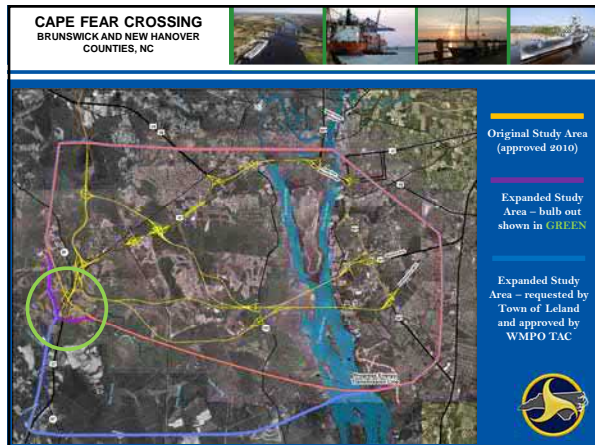 CAPE FEAR CROSSING
BRUNSWICK AND NEW HANOVER
COUNTIES, NC
Original Study Area
(approved 2010)
Expanded Study
Area – bulb out
shown in GREEN
Expanded Study
Area – requested by
Town of Leland
and approved by
WMPO TAC